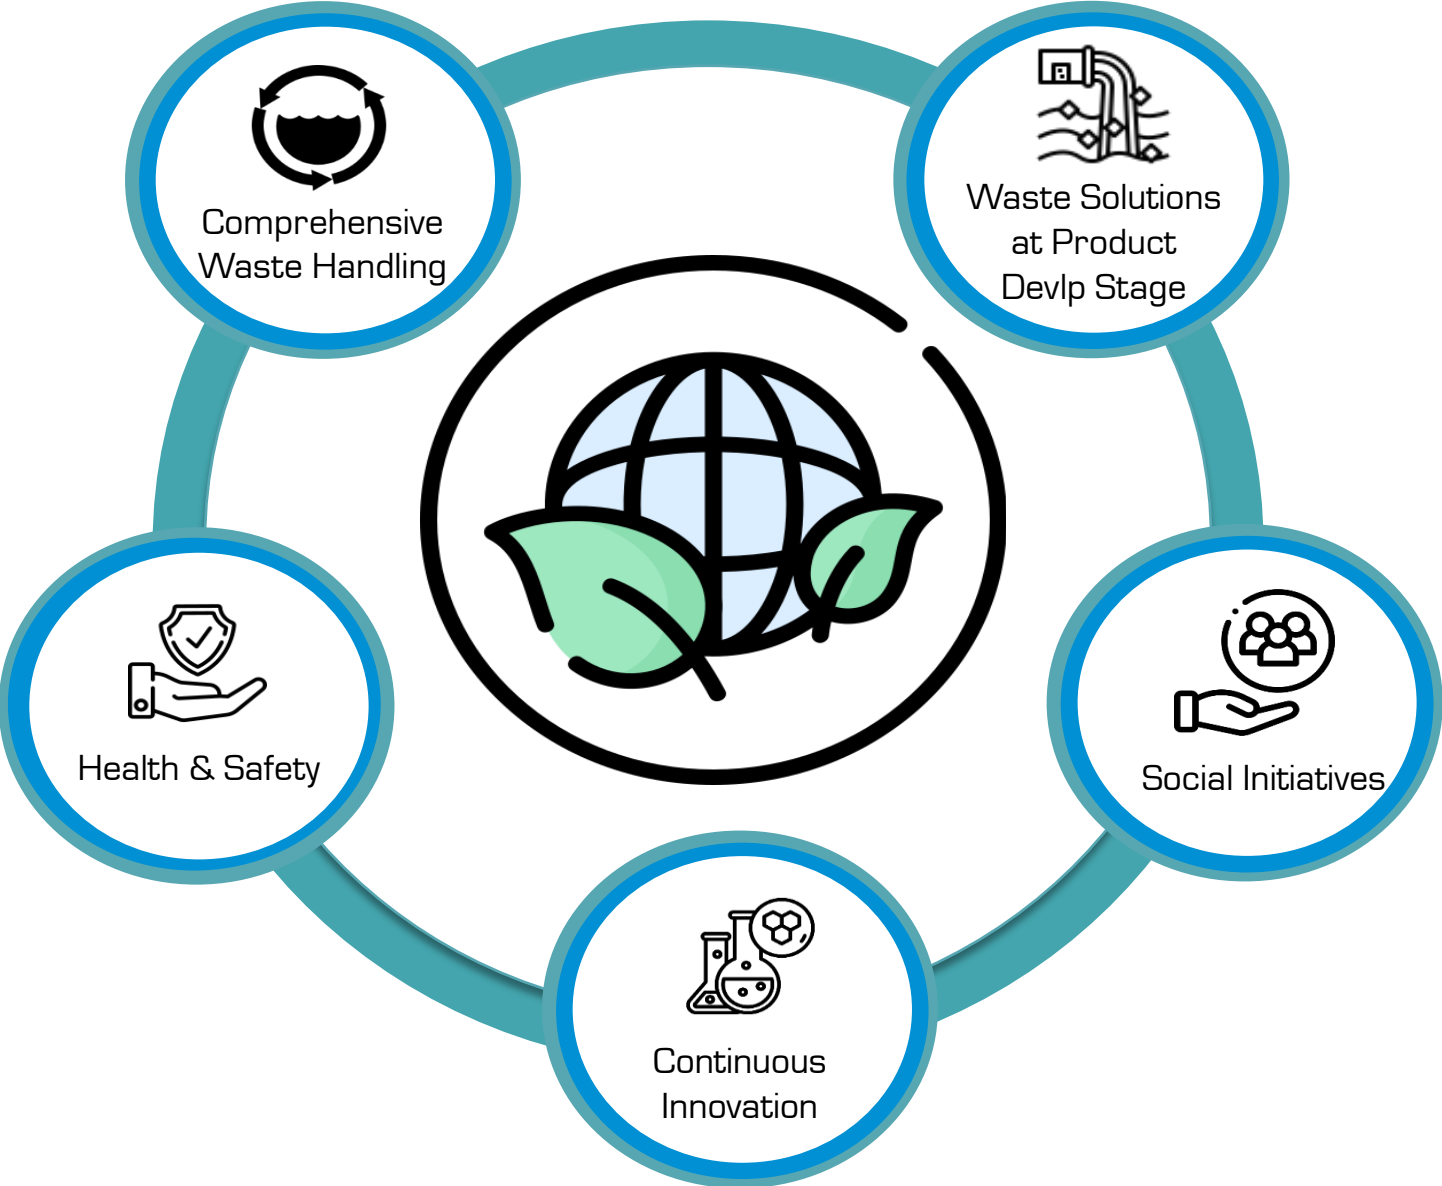 Comprehensive
Waste Handling
Waste Solutions
at Product
Devlp Stage
Health & Safety
Social Initiatives
Continuous
Innovation